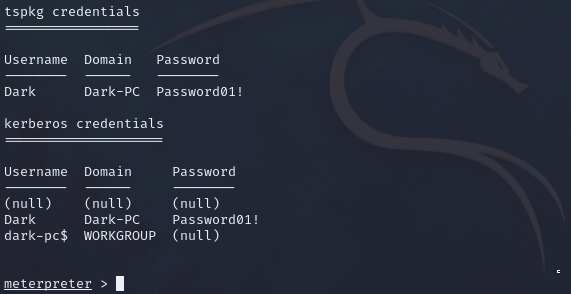 tspkg credentials
=================
Username  Domain   Password
--------  ------   --------
Dark      Dark-PC  Password01!
kerberos credentials
====================
Username  Domain     Password
--------  ------     --------
(null)    (null)     (null)
Dark      Dark-PC    Password01!
dark-pc$  WORKGROUP  (null)
meterpreter >